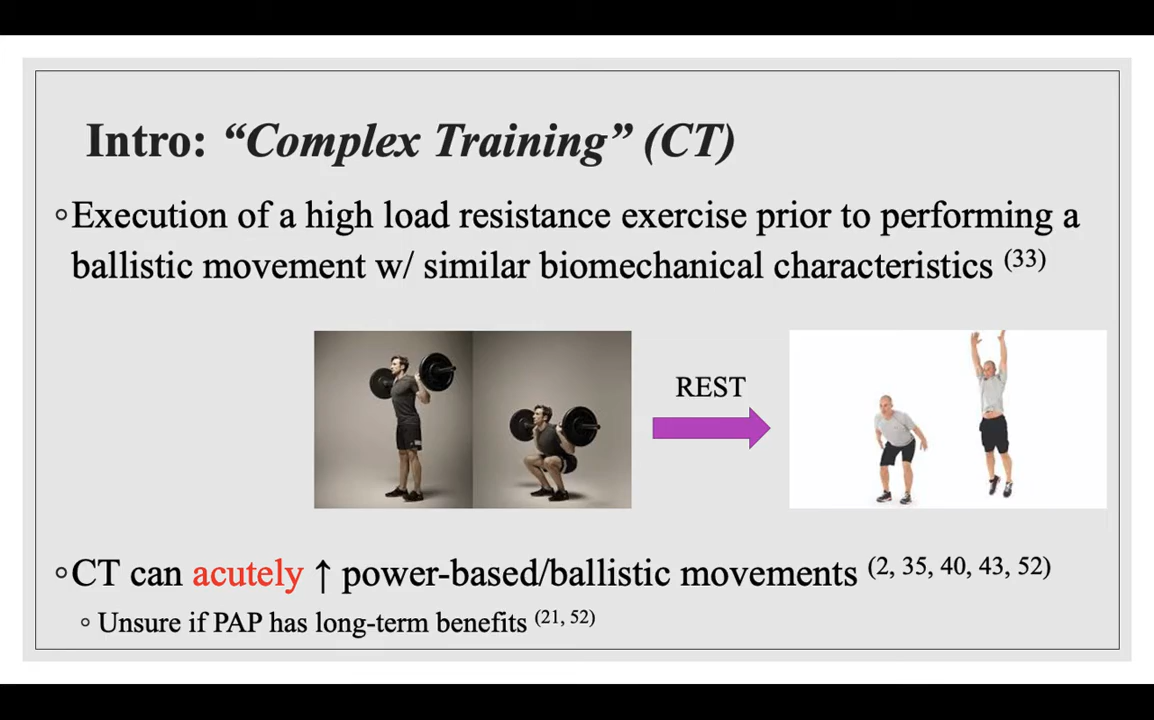 Intro: “Complex Training” (CT)
◦Execution of a high load resistance exercise prior to performing a
ballistic movement w/ similar biomechanical characteristics (33)
REST
◦CT can acutely ↑ power-based/ballistic movements (2, 35, 40, 43, 52)
◦ Unsure if PAP has long-term benefits (21, 52)